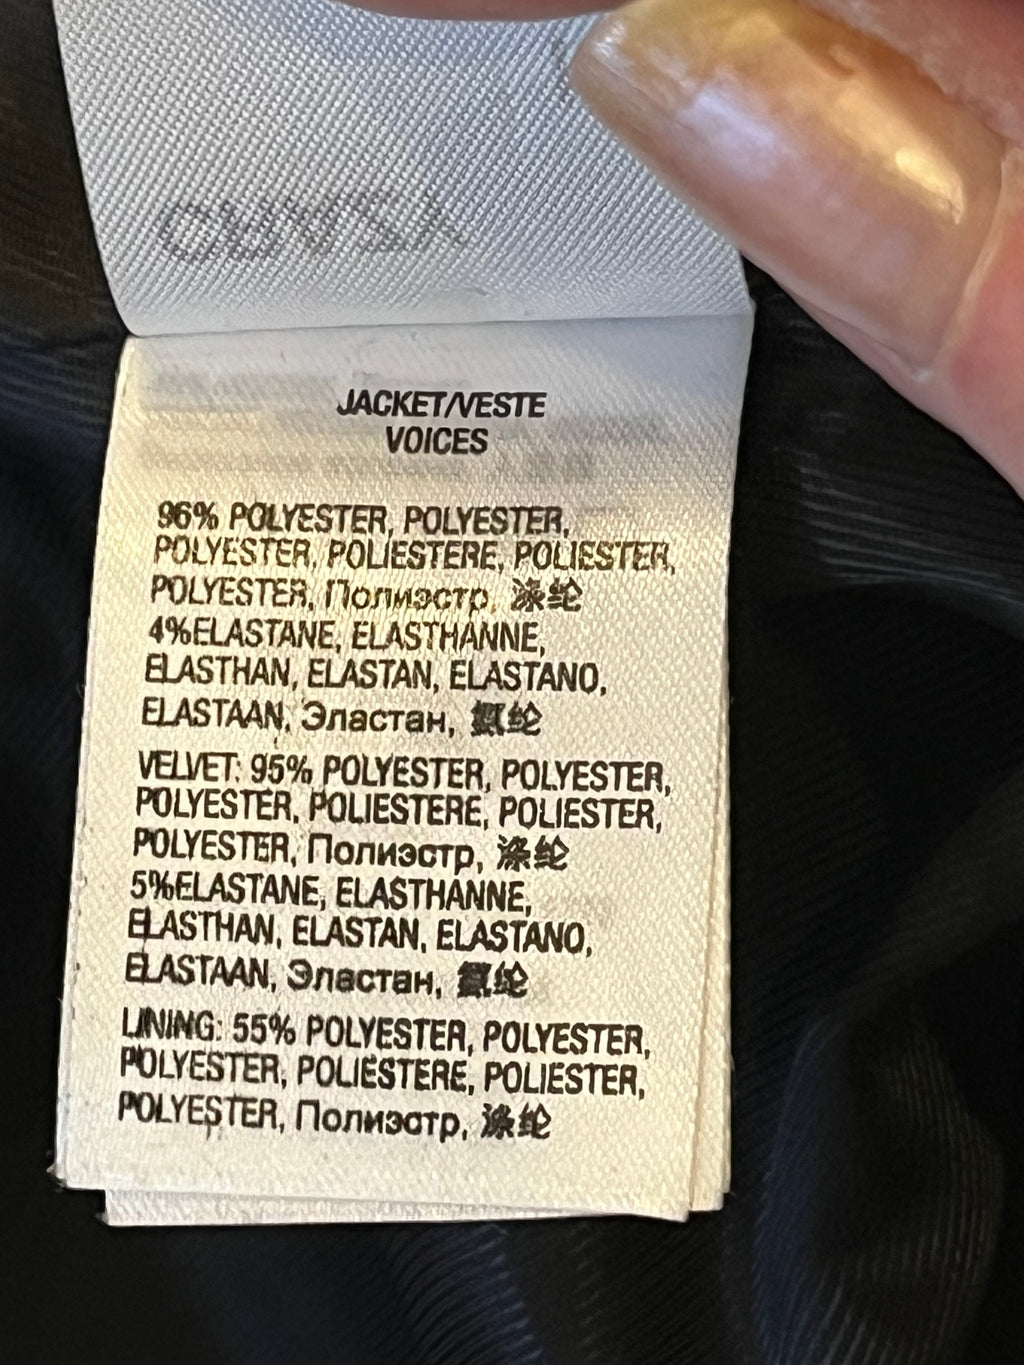 JACKET/VESTE
VOICES
96% POLYESTER, POLYESTER,
POLYESTER, POLIESTERE, POLIESTER,
POLYESTER, Полиэстр, 涤纶
4%ELASTANE, ELASTHANNE,
ELASTHAN, ELASTAN, ELASTANO,
ELASTAAN, Эластан, 氨纶
VELVET: 95% POLYESTER, POLYESTER,
POLYESTER, POLIESTERE, POLIESTER,
POLYESTER, Полиэстр, 涤纶
5%ELASTANE, ELASTHANNE,
ELASTHAN, ELASTAN, ELASTANO,
ELASTAAN, Эластан, 氨纶
LINING: 55% POLYESTER, POLYESTER,
POLYESTER, POLIESTERE, POLIESTER,
POLYESTER, Полиэстр, 涤纶